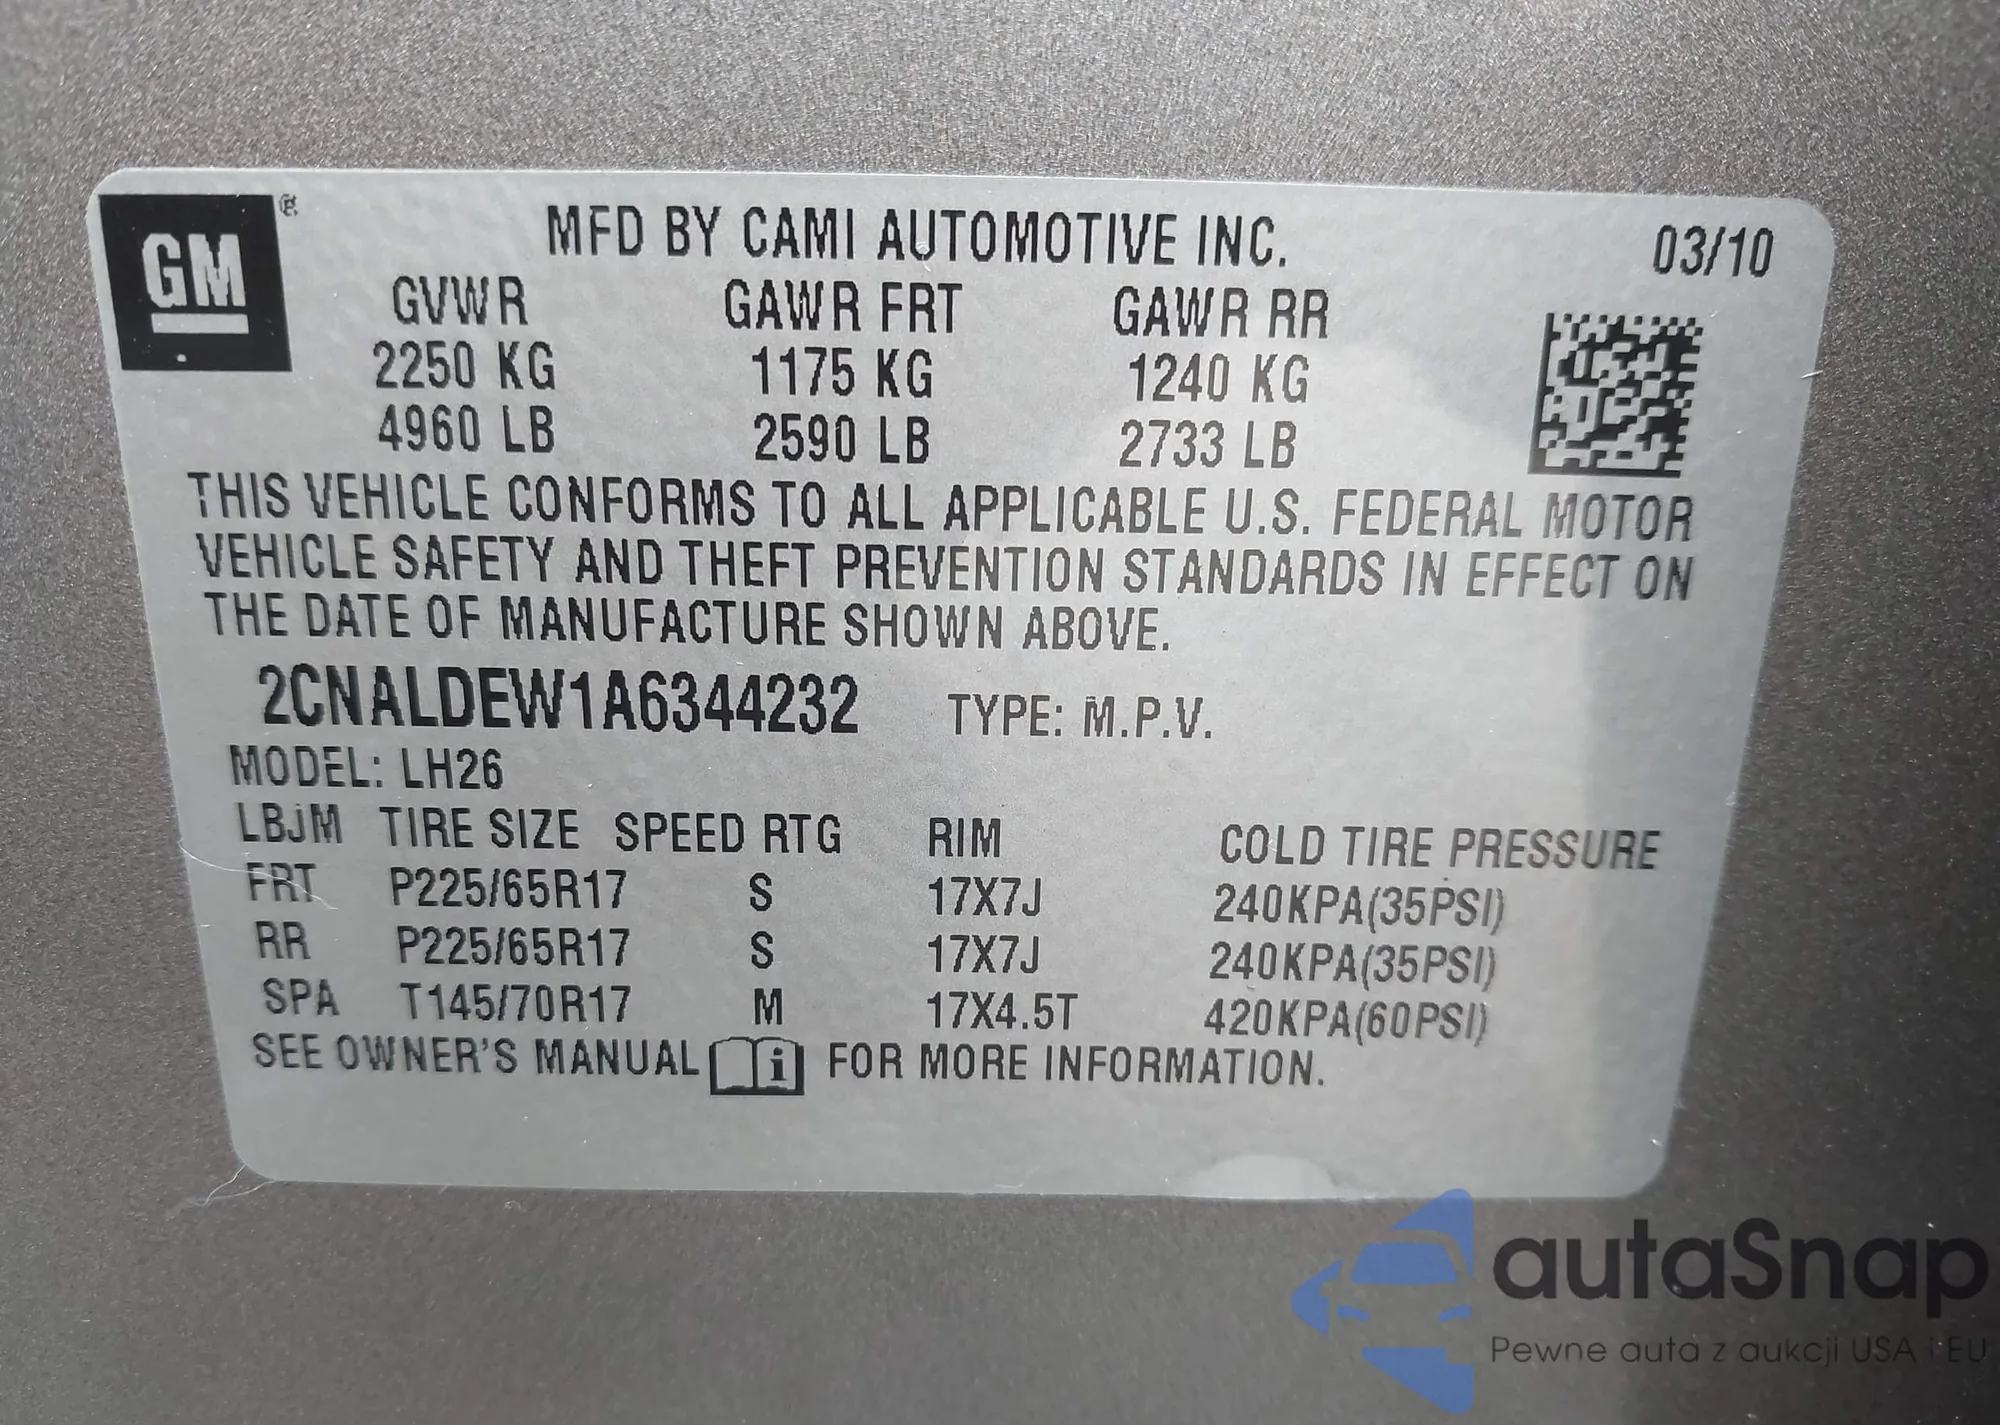 GM ®
MFD BY CAMI AUTOMOTIVE INC. 03/10
GVWR GAWR FRT GAWR RR
2250 KG 1175 KG 1240 KG
4960 LB 2590 LB 2733 LB
THIS VEHICLE CONFORMS TO ALL APPLICABLE U.S. FEDERAL MOTOR
VEHICLE SAFETY AND THEFT PREVENTION STANDARDS IN EFFECT ON
THE DATE OF MANUFACTURE SHOWN ABOVE.
2CNALDEW1A6344232 TYPE: M.P.V.
MODEL: LH26
LBJM TIRE SIZE SPEED RTG RIM COLD TIRE PRESSURE
FRT P225/65R17 S 17X7J 240KPA(35PSI)
RR P225/65R17 S 17X7J 240KPA(35PSI)
SPA T145/70R17 M 17X4.5T 420KPA(60PSI)
SEE OWNER'S MANUAL i FOR MORE INFORMATION.
autaSnap
Pewne auta z aukcji USA i EU